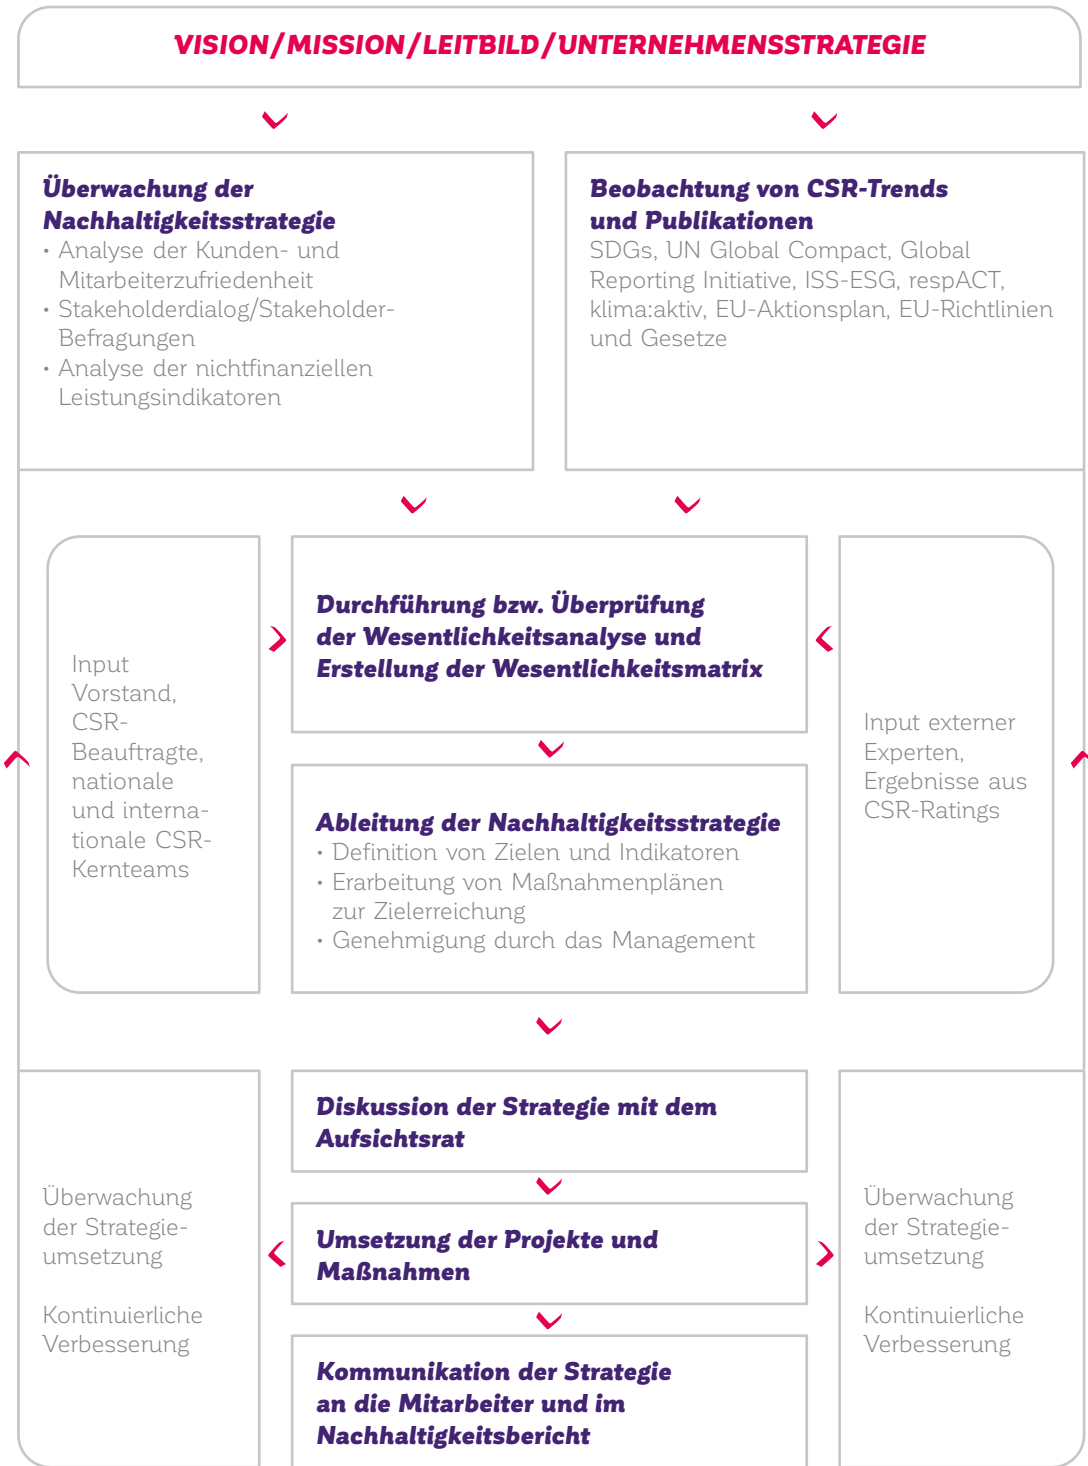 VISION/MISSION/LEITBILD/UNTERNEHMENSSTRATEGIE
Überwachung der
Nachhaltigkeitsstrategie
• Analyse der Kunden- und
Mitarbeiterzufriedenheit
• Stakeholderdialog/Stakeholder-
Befragungen
• Analyse der nichtfinanziellen
Leistungsindikatoren
Beobachtung von CSR-Trends
und Publikationen
SDGs, UN Global Compact, Global
Reporting Initiative, ISS-ESG, respACT,
klima:aktiv, EU-Aktionsplan, EU-Richtlinien
und Gesetze
Input
Vorstand,
CSR-
Beauftragte,
nationale
und interna-
tionale CSR-
Kernteams
Durchführung bzw. Überprüfung
der Wesentlichkeitsanalyse und
Erstellung der Wesentlichkeitsmatrix
Ableitung der Nachhaltigkeitsstrategie
• Definition von Zielen und Indikatoren
• Erarbeitung von Maßnahmenplänen
zur Zielerreichung
• Genehmigung durch das Management
Input externer
Experten,
Ergebnisse aus
CSR-Ratings
Überwachung
der Strategie-
umsetzung
Kontinuierliche
Verbesserung
Diskussion der Strategie mit dem
Aufsichtsrat
Umsetzung der Projekte und
Maßnahmen
Kommunikation der Strategie
an die Mitarbeiter und im
Nachhaltigkeitsbericht
Überwachung
der Strategie-
umsetzung
Kontinuierliche
Verbesserung